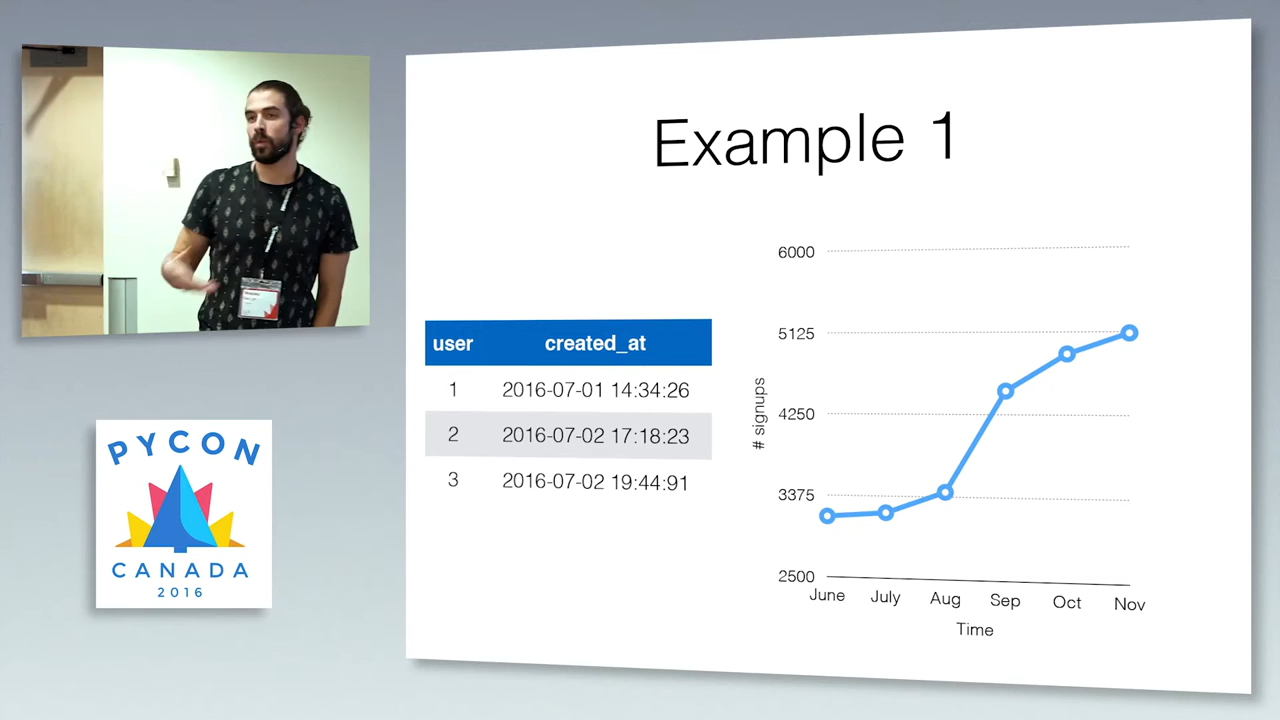 Example 1
user created_at
1 2016-07-01 14:34:26
2 2016-07-02 17:18:23
3 2016-07-02 19:44:91
6000
5125
4250
3375
2500
# signups
June July Aug Sep Oct Nov
Time
PYCON
CANADA
2016